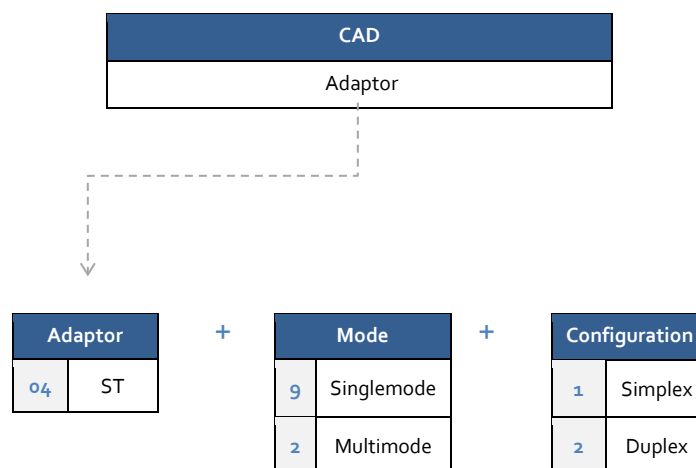 CAD
Adaptor
Adaptor + Mode + Configuration
04 ST
9 Singlemode
1 Simplex
2 Multimode
2 Duplex